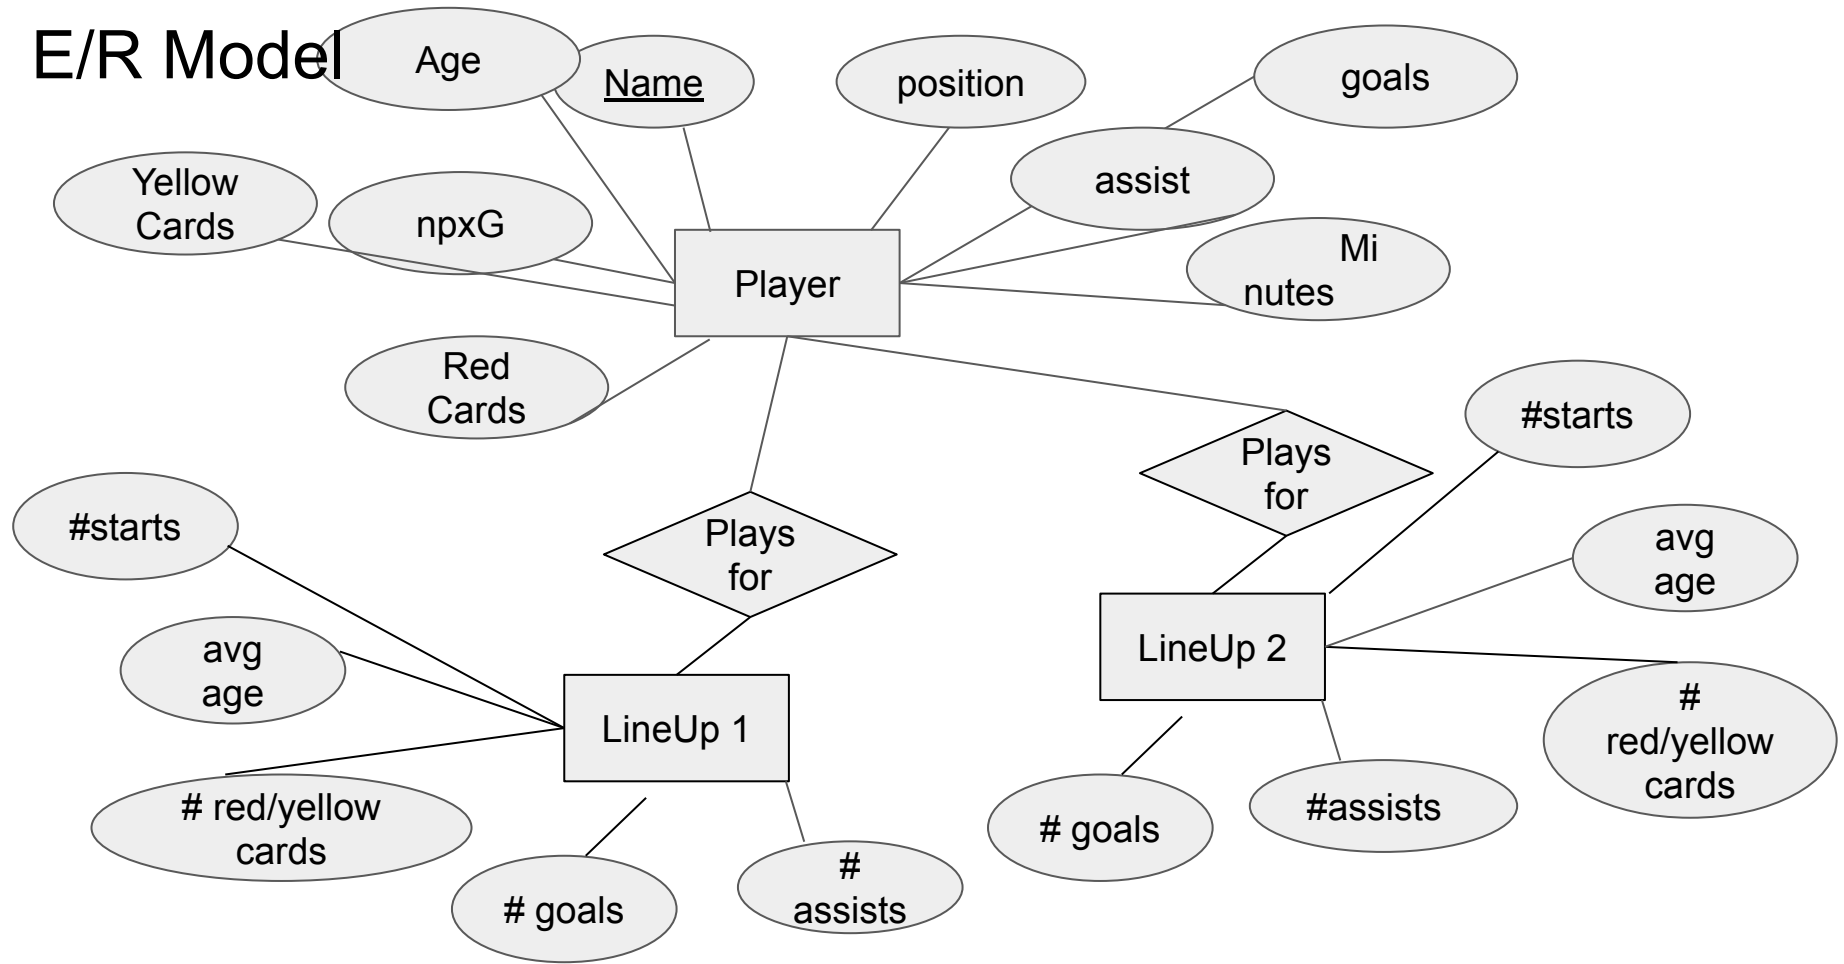 E/R Model
Age
Name
position
goals
Yellow
Cards
npxG
assist
Player
Mi
nutes
Red
Cards
Plays
for
#starts
#starts
Plays
for
avg
age
avg
age
LineUp 1
LineUp 2
# red/yellow
cards
# goals
#
assists
# goals
#assists
#
red/yellow
cards